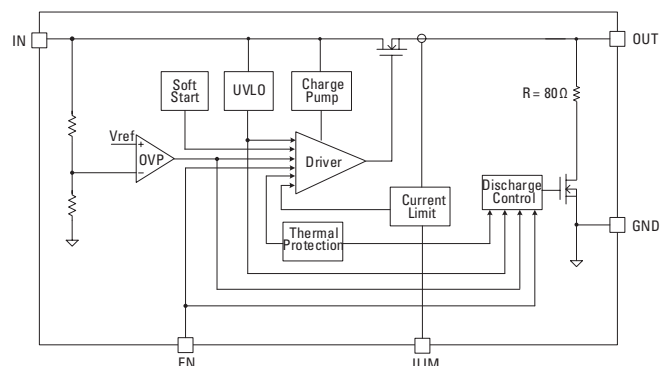 IN
OUT
Soft
Start
UVLO
Charge
Pump
R = 80Ω
Vref
+
OVP
−
Driver
Discharge
Control
Current
Limit
Thermal
Protection
GND
EN
ILIM